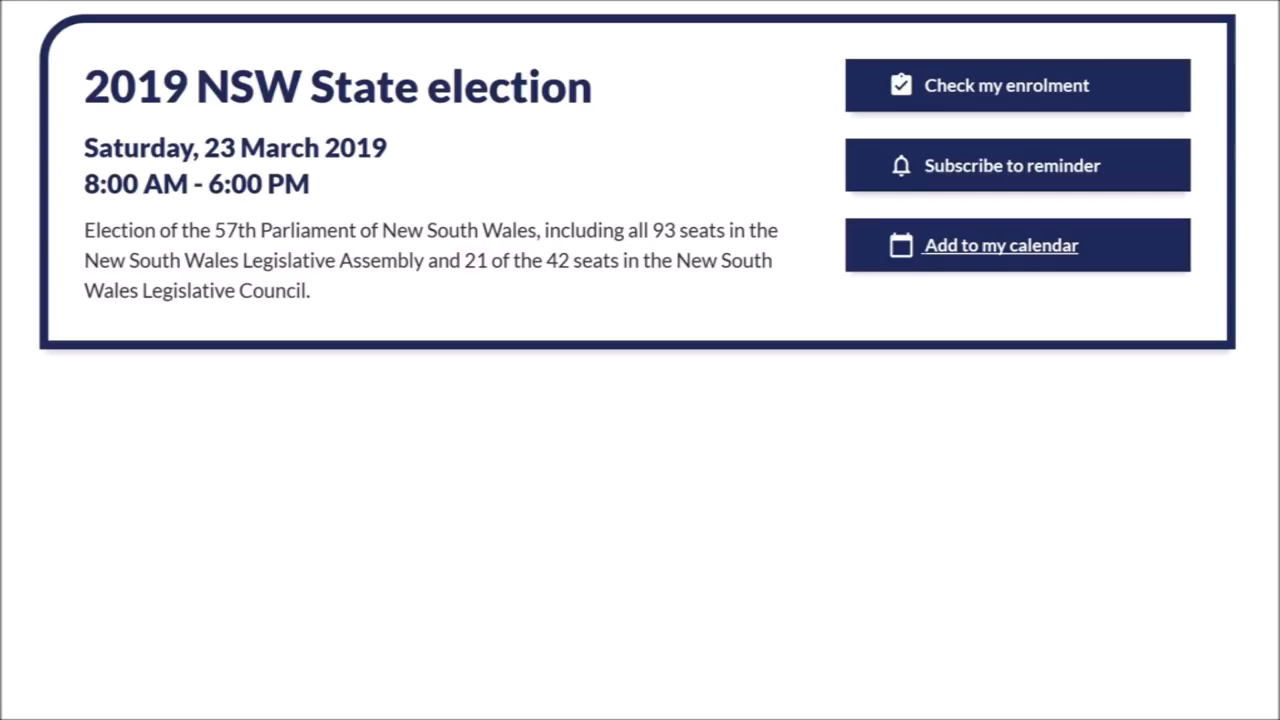 2019 NSW State election
Saturday, 23 March 2019
8:00 AM - 6:00 PM
Election of the 57th Parliament of New South Wales, including all 93 seats in the
New South Wales Legislative Assembly and 21 of the 42 seats in the New South
Wales Legislative Council.
Check my enrolment
Subscribe to reminder
Add to my calendar